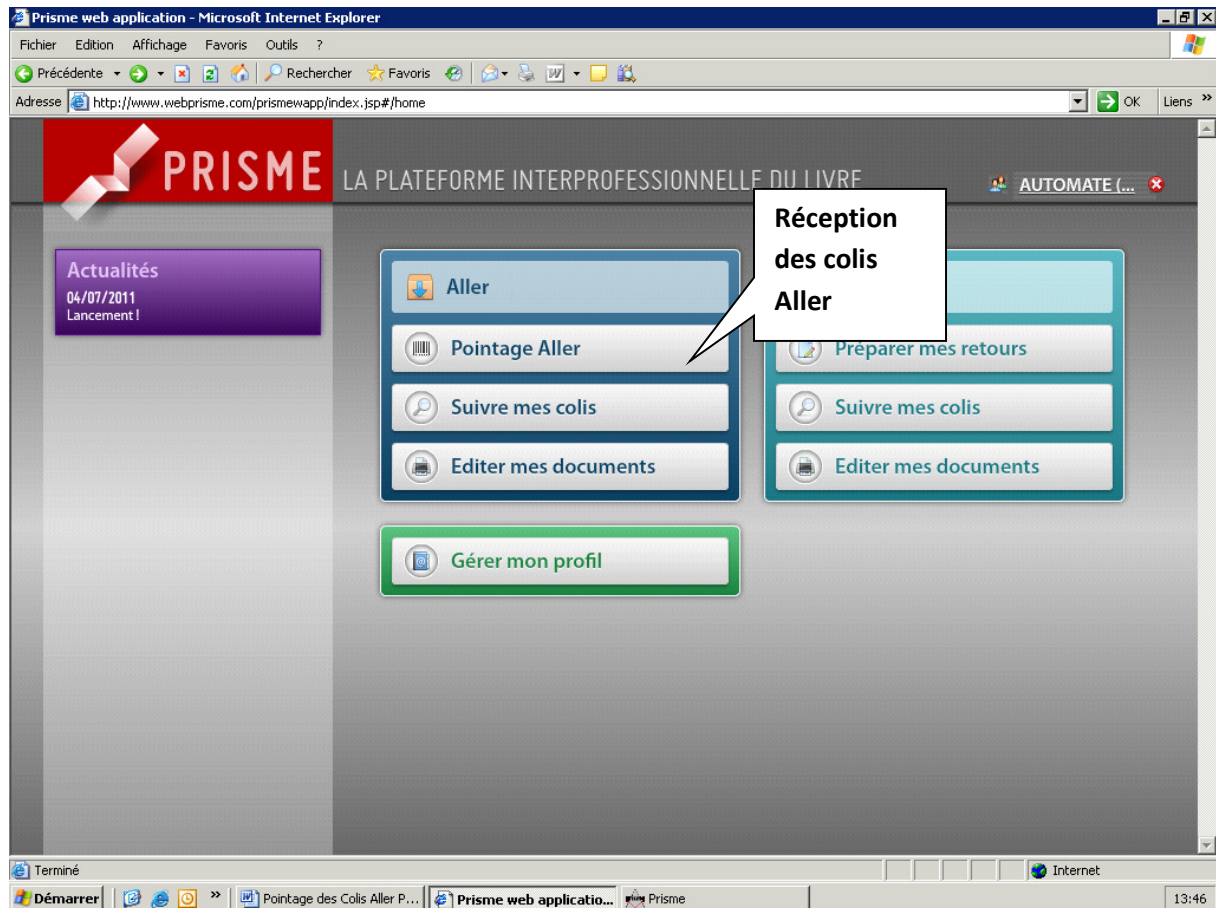 Prisme web application - Microsoft Internet Explorer
Fichier Edition Affichage Favoris Outils ?
Précédente Rechercher Favoris
Adresse http://www.webprisme.com/prismewapp/index.jsp#/home OK Liens »
PRISME LA PLATEFORME INTERPROFESSIONNELLE DU LIVRE AUTOMATE (...
Réception
des colis
Aller
Actualités
04/07/2011
Lancement !
Aller
Pointage Aller
Suivre mes colis
Editer mes documents
Préparer mes retours
Suivre mes colis
Editer mes documents
Gérer mon profil
Terminé Internet
Démarrer » Pointage des Colis Aller P... Prisme web applicatio... Prisme 13:46